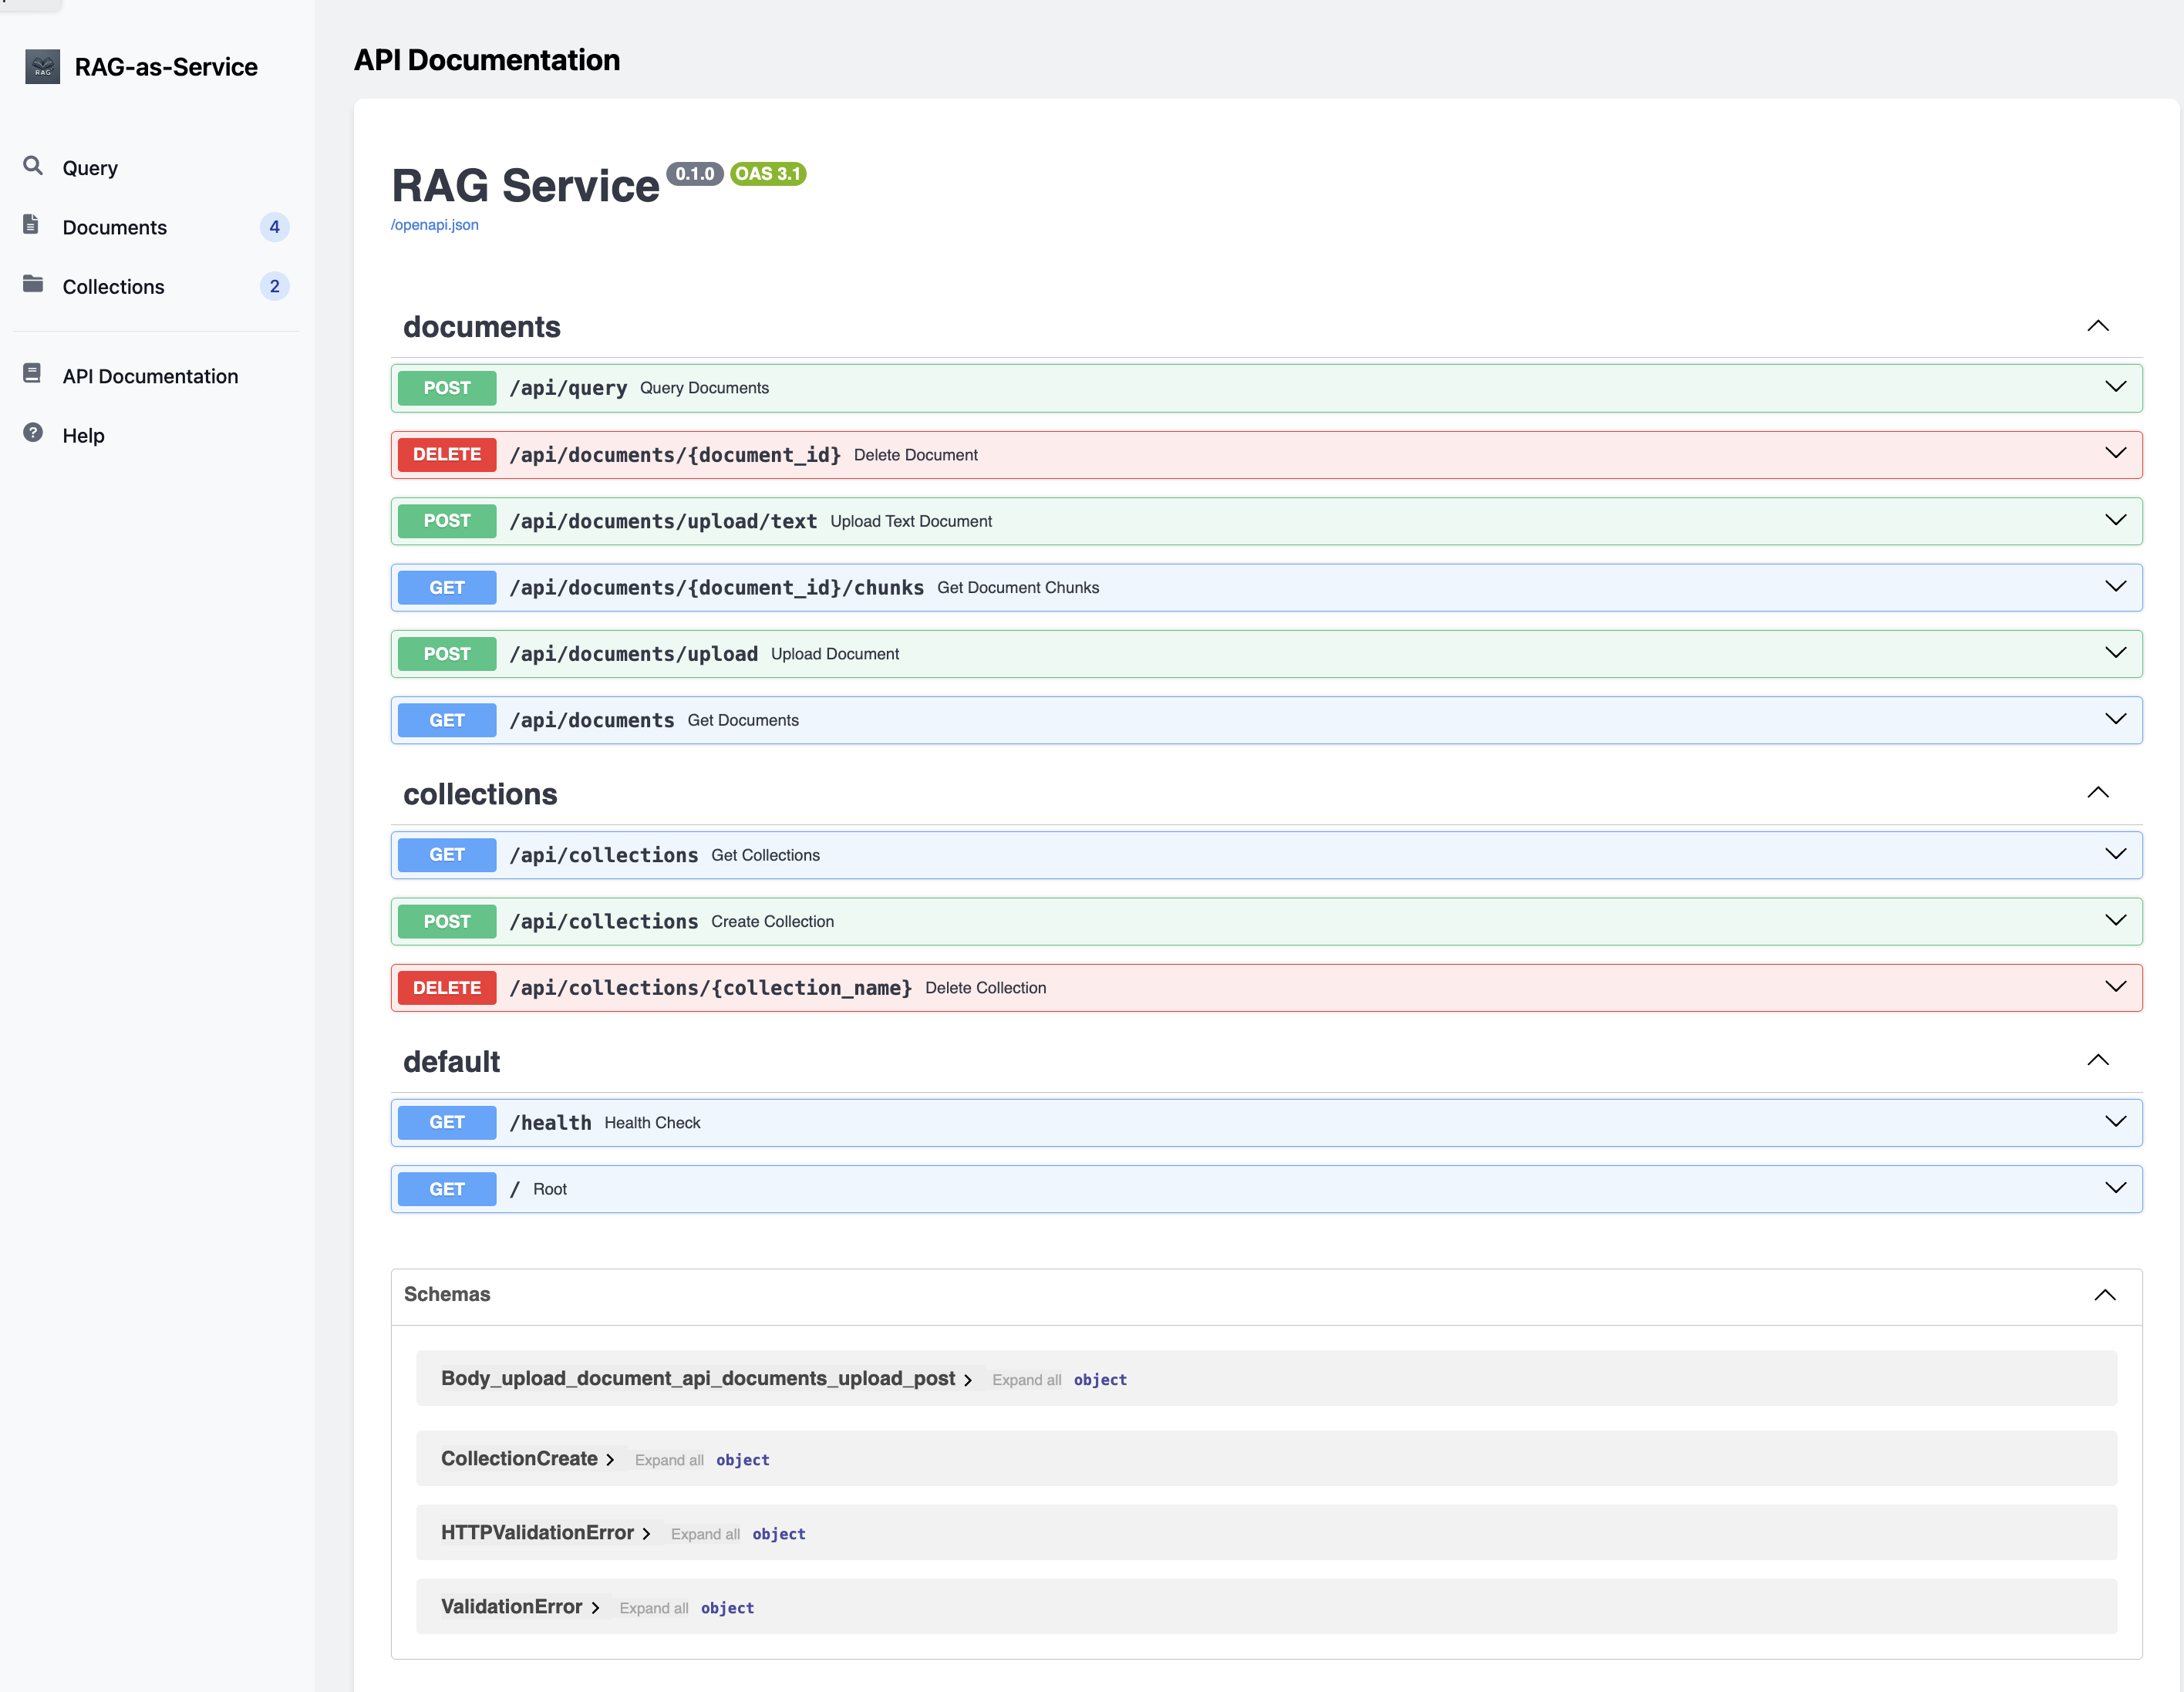 RAG
RAG-as-Service
Query
Documents 4
Collections 2
API Documentation
Help
API Documentation
RAG Service 0.1.0 OAS 3.1
/openapi.json
documents
POST /api/query Query Documents
DELETE /api/documents/{document_id} Delete Document
POST /api/documents/upload/text Upload Text Document
GET /api/documents/{document_id}/chunks Get Document Chunks
POST /api/documents/upload Upload Document
GET /api/documents Get Documents
collections
GET /api/collections Get Collections
POST /api/collections Create Collection
DELETE /api/collections/{collection_name} Delete Collection
default
GET /health Health Check
GET / Root
Schemas
Body_upload_document_api_documents_upload_post Expand all object
CollectionCreate Expand all object
HTTPValidationError Expand all object
ValidationError Expand all object